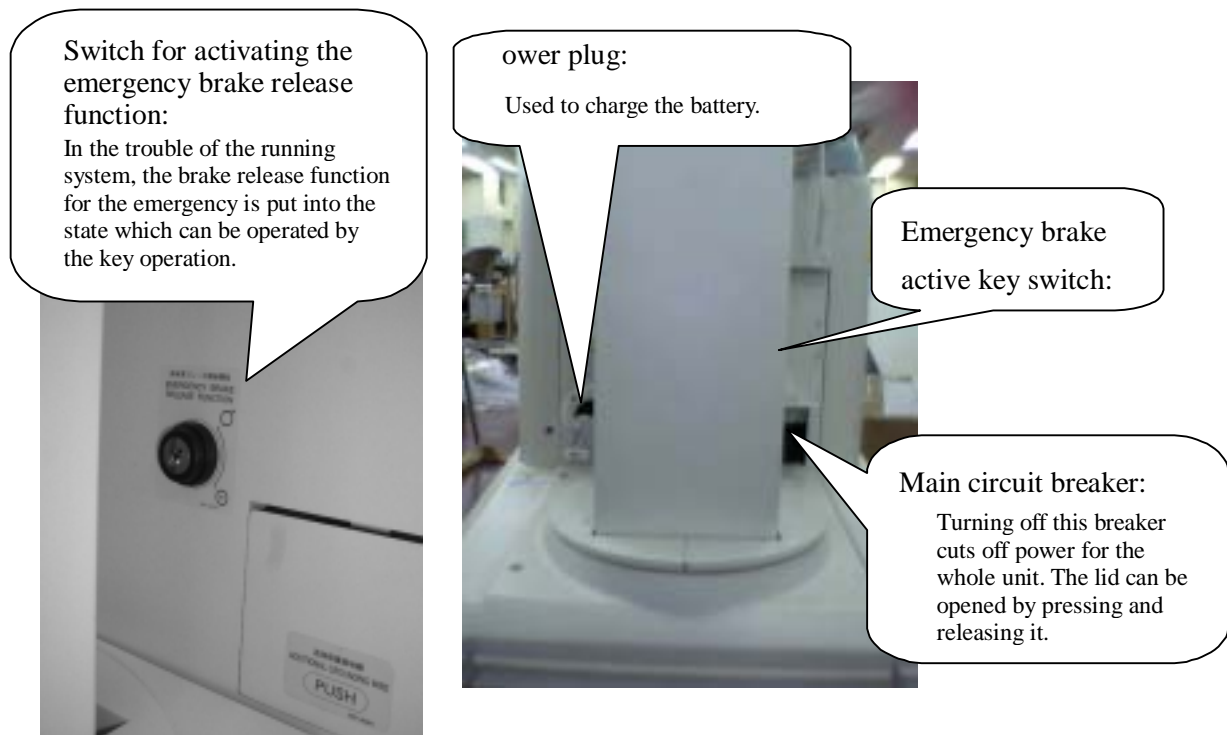 Switch for activating the
emergency brake release
function:
In the trouble of the running
system, the brake release function
for the emergency is put into the
state which can be operated by
the key operation.
ower plug:
Used to charge the battery.
Emergency brake
active key switch:
Main circuit breaker:
Turning off this breaker
cuts off power for the
whole unit. The lid can be
opened by pressing and
releasing it.
EMERGENCY BRAKE
RELEASE FUNCTION
ADDITIONAL GROUNDING WIRE
PUSH